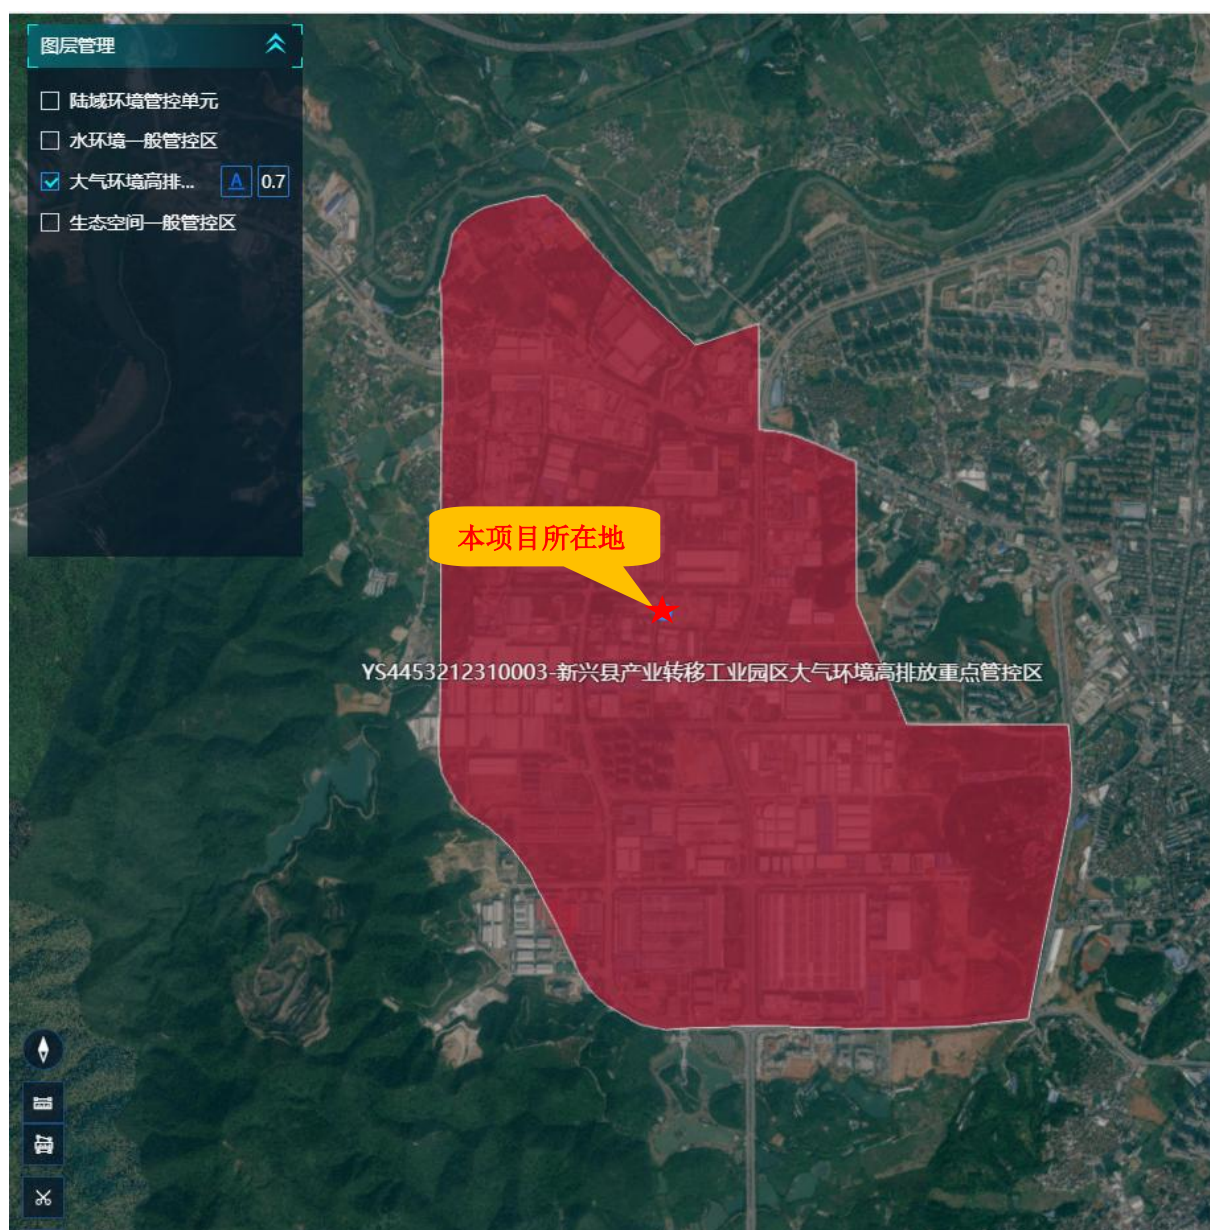 图层管理
陆域环境管控单元
水环境一般管控区
大气环境高排... A 0.7
生态空间一般管控区
本项目所在地
YS4453212310003-新兴县产业转移工业园区大气环境高排放重点管控区